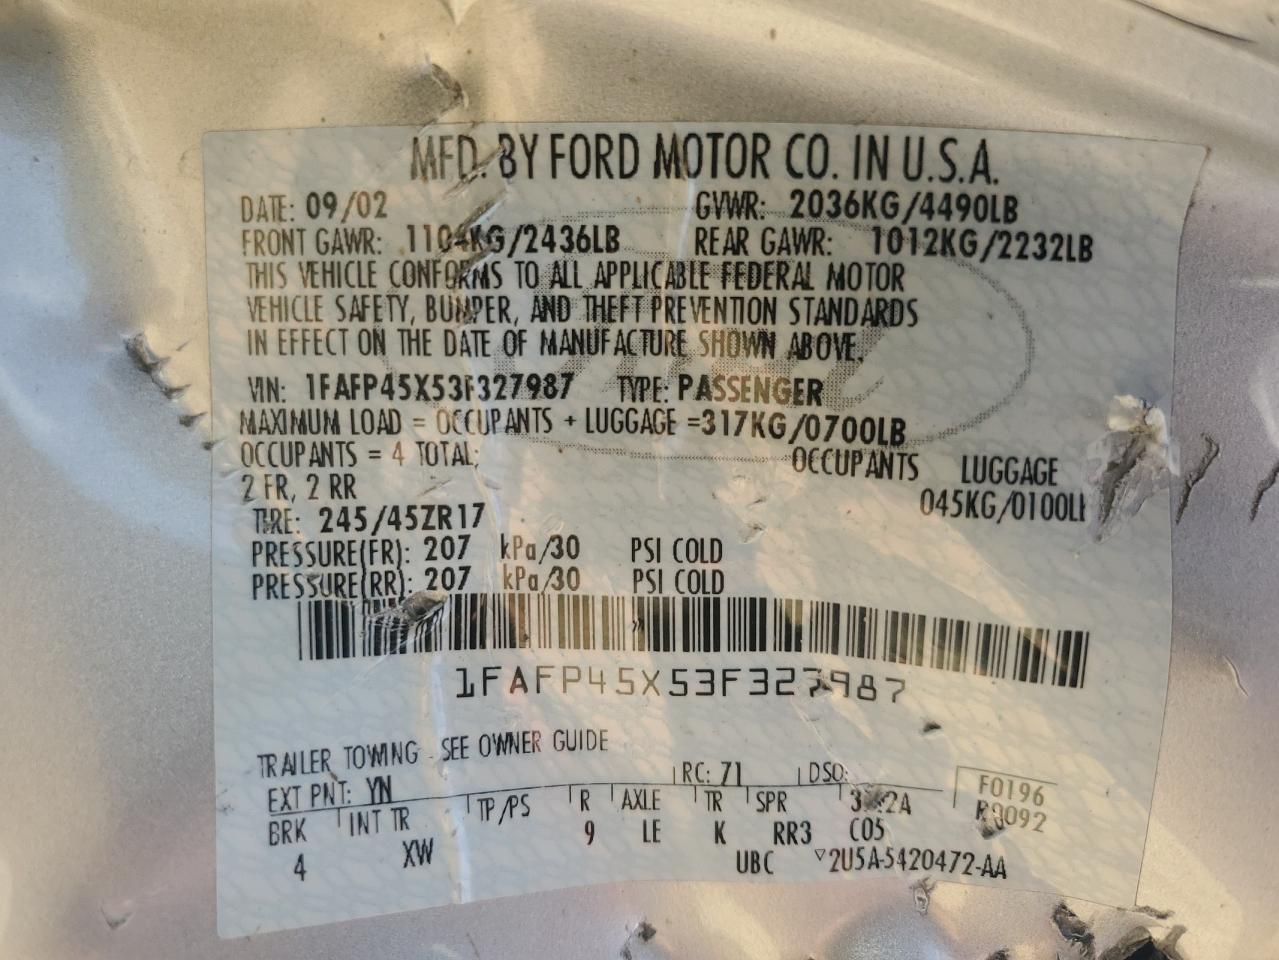 MFD. BY FORD MOTOR CO. IN U.S.A.
DATE: 09/02 GVWR: 2036KG/4490LB
FRONT GAWR: 1104KG/2436LB REAR GAWR: 1012KG/2232LB
THIS VEHICLE CONFORMS TO ALL APPLICABLE FEDERAL MOTOR
VEHICLE SAFETY, BUMPER, AND THEFT PREVENTION STANDARDS
IN EFFECT ON THE DATE OF MANUFACTURE SHOWN ABOVE.
VIN: 1FAFP45X53F327987 TYPE: PASSENGER
MAXIMUM LOAD = OCCUPANTS + LUGGAGE =317KG/0700LB
OCCUPANTS = 4 TOTAL; OCCUPANTS LUGGAGE
2 FR, 2 RR 045KG/0100LB
TIRE: 245/45ZR17
PRESSURE(FR): 207 kPa/30 PSI COLD
PRESSURE(RR): 207 kPa/30 PSI COLD
1FAFP45X53F327987
TRAILER TOWING - SEE OWNER GUIDE
EXT PNT: YN RC: 71 DSO: F0196
BRK INT TR TP/PS R AXLE TR SPR
4 XW 9 LE K RR3 C05
UBC ▽2U5A-5420472-AA